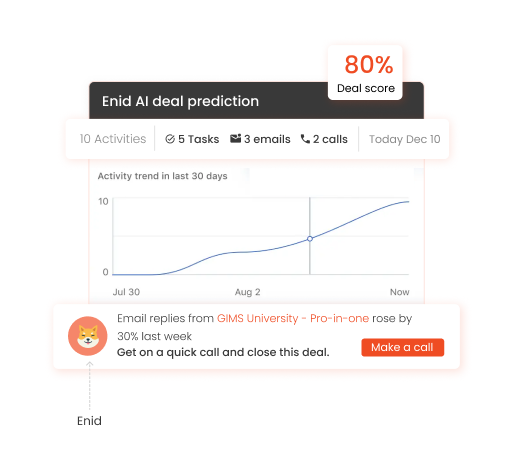 80%
Deal score
Enid AI deal prediction
10 Activities 5 Tasks 3 emails 2 calls Today Dec 10
Activity trend in last 30 days
10
0
Jul 30 Aug 2 Now
Email replies from GIMS University - Pro-in-one rose by
30% last week
Get on a quick call and close this deal.
Make a call
Enid